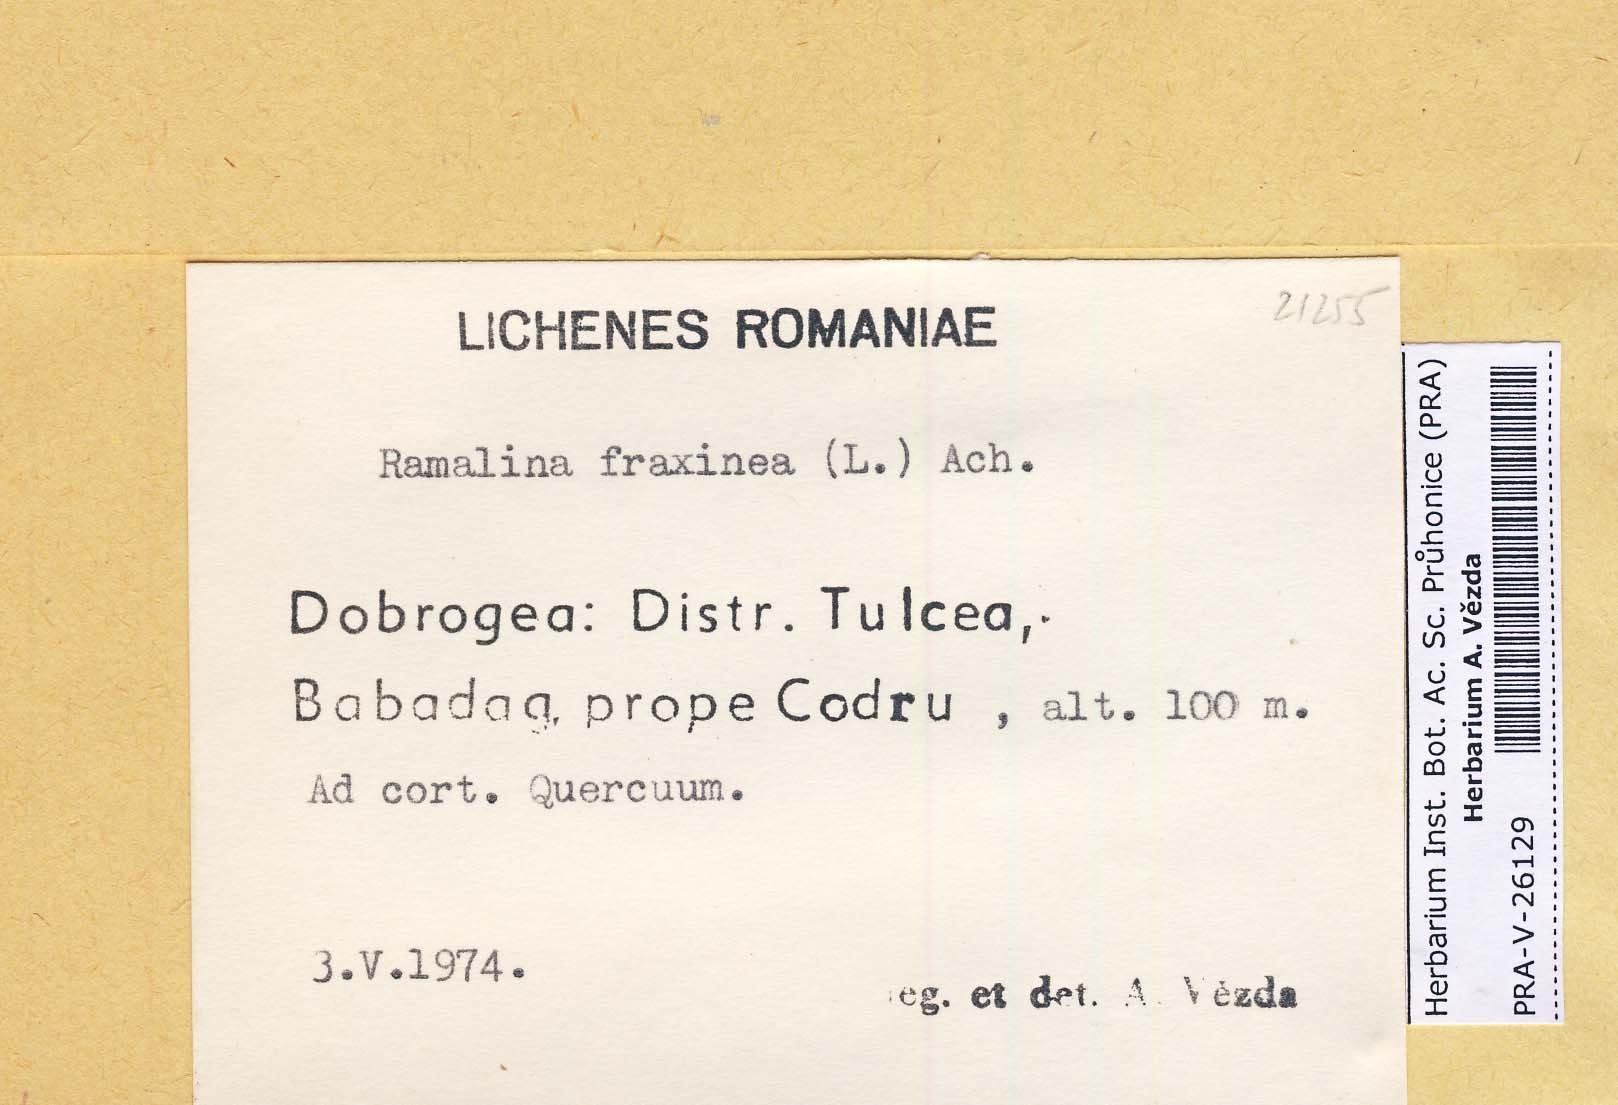 LICHENES ROMANIAE
21255
Ramalina fraxinea (L.) Ach.
Dobrogea: Distr. Tulcea,
Babadag, prope Codru , alt. 100 m.
Ad cort. Quercuum.
3.V.1974.
leg. et det. A. Vězda
Herbarium Inst. Bot. Ac. Sc. Průhonice (PRA)
Herbarium A. Vězda
PRA-V-26129